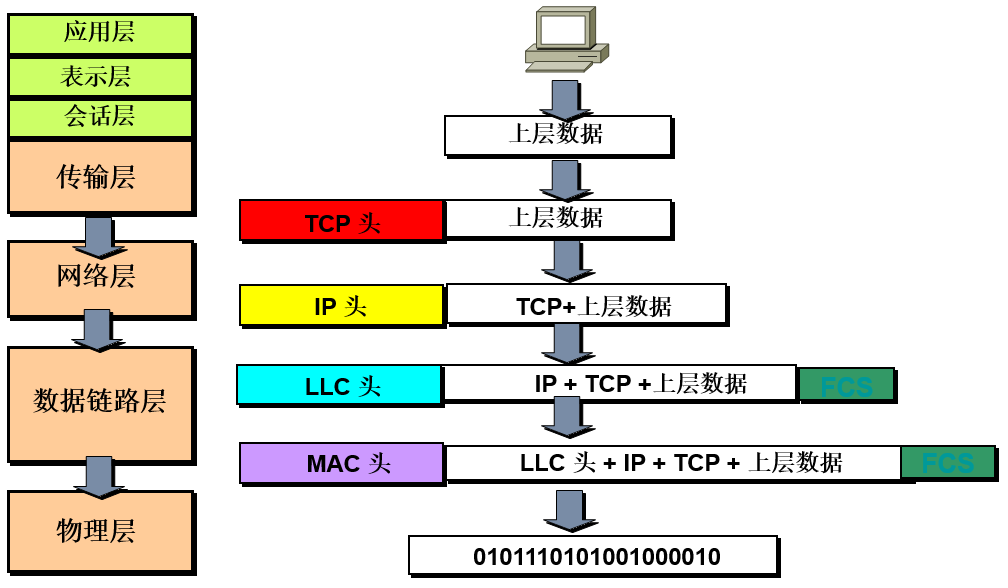 应用层
表示层
会话层
传输层
网络层
数据链路层
物理层
上层数据
TCP 头 上层数据
IP 头 TCP+上层数据
LLC 头 IP + TCP +上层数据 FCS
MAC 头 LLC 头 + IP + TCP + 上层数据 FCS
0101110101001000010